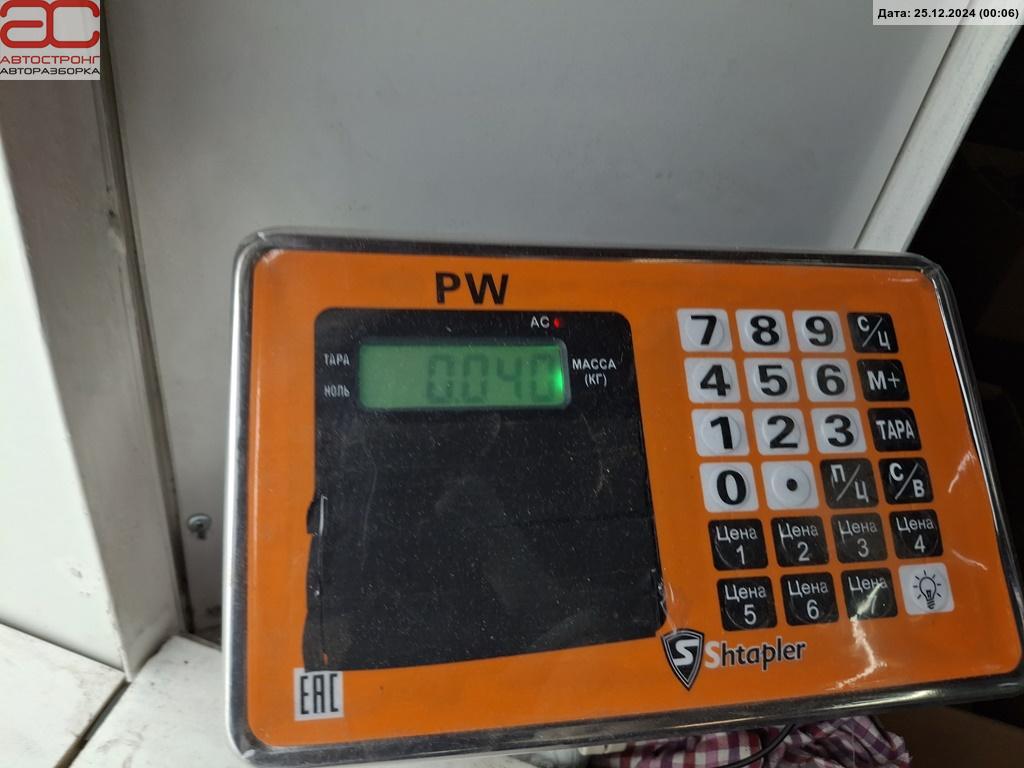 Дата: 25.12.2024 (00:06)
АС
АВТОСТРОНГ
АВТОРАЗБОРКА
PW
AC
ТАРА
НОЛЬ
0.040
МАССА
(КГ)
7 8 9 С/Ц
4 5 6 М+
1 2 3 ТАРА
0 • П/Ц С/В
Цена 1 Цена 2 Цена 3 Цена 4
Цена 5 Цена 6 Цена 7
S Shtapler
EAC